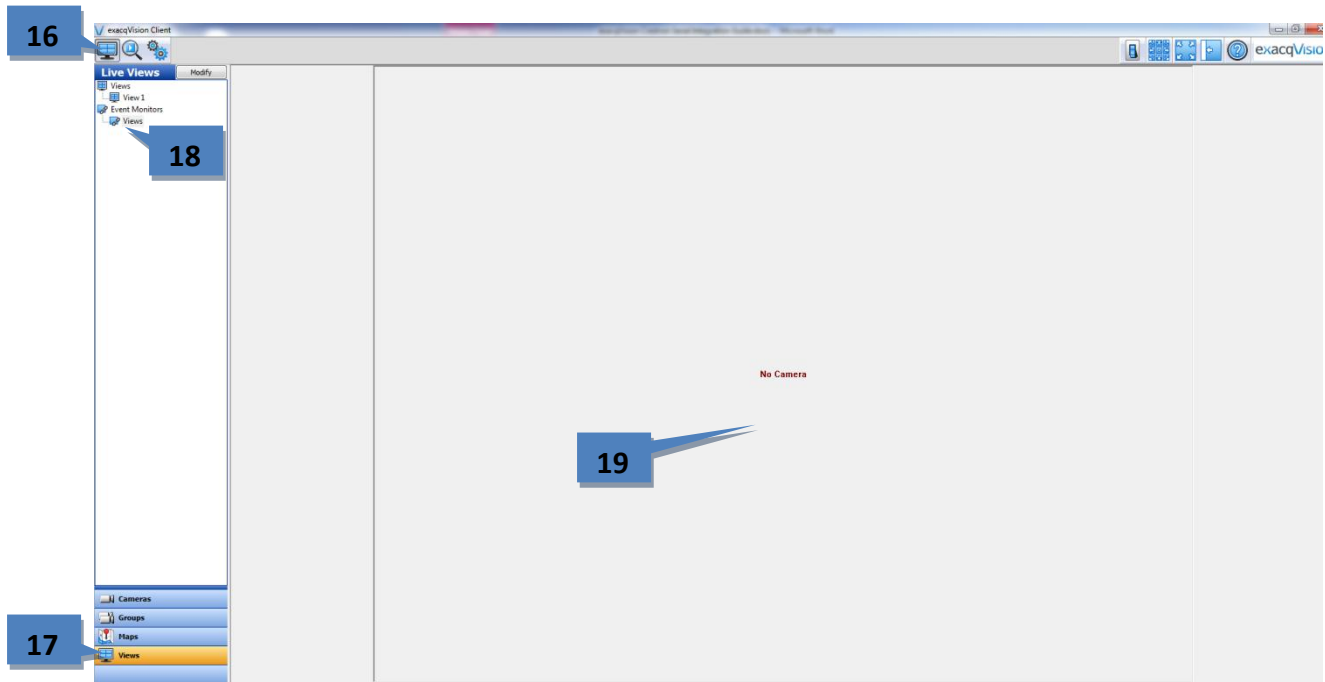 16
exacqVision Client
exacqVisio
Live Views
Modify
Views
View 1
Event Monitors
Views
18
No Camera
19
Cameras
Groups
Maps
17
Views